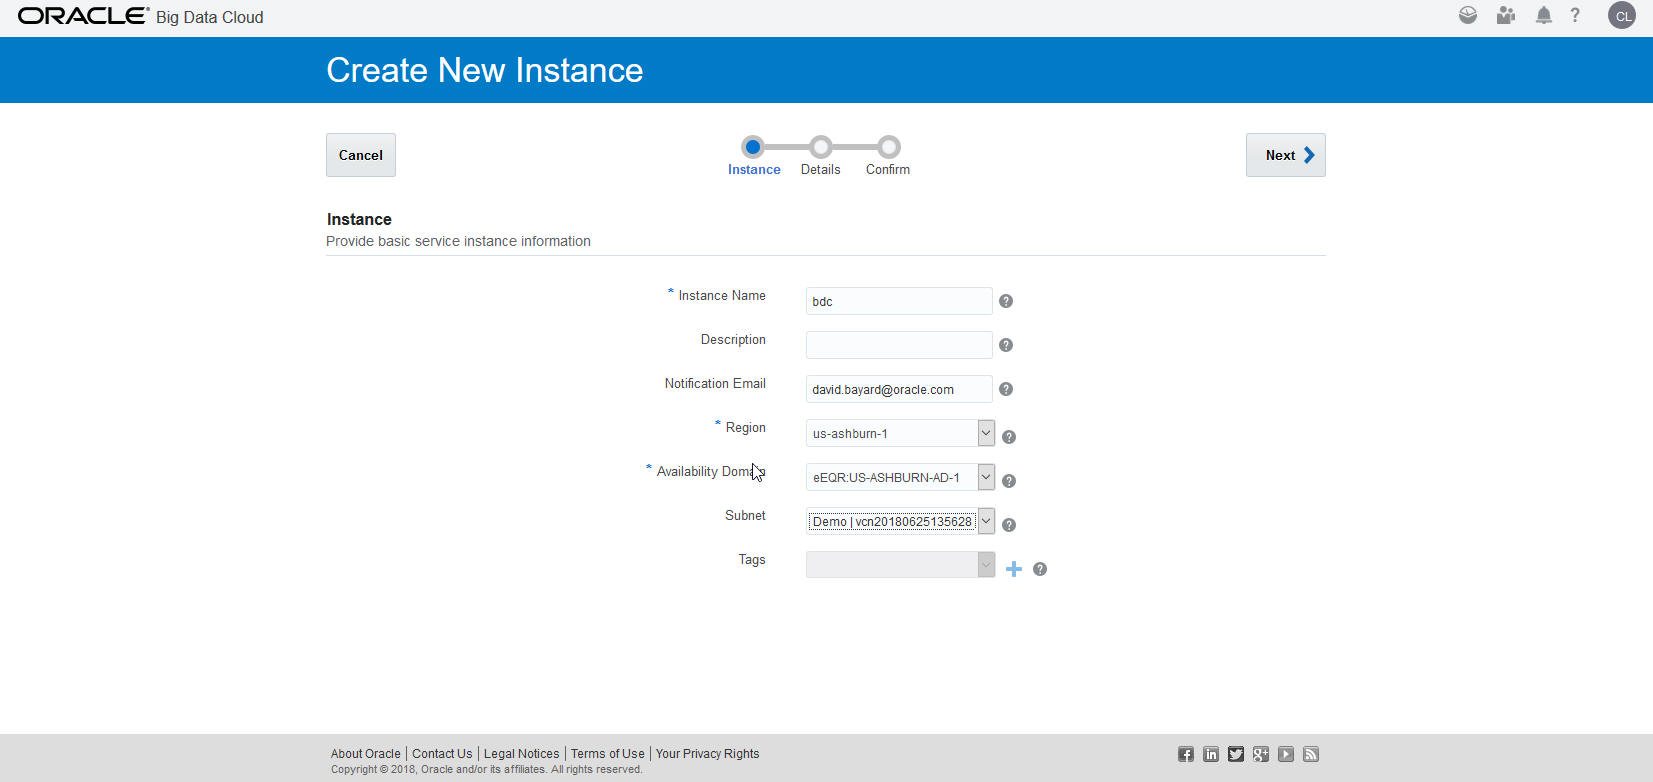 ORACLE® Big Data Cloud
? CL
Create New Instance
Cancel
Next
Instance Details Confirm
Instance
Provide basic service instance information
* Instance Name bdc ?
Description ?
Notification Email david.bayard@oracle.com ?
* Region us-ashburn-1 ?
* Availability Domain eEQR:US-ASHBURN-AD-1 ?
Subnet Demo | vcn20180625135628 ?
Tags ?
About Oracle | Contact Us | Legal Notices | Terms of Use | Your Privacy Rights
Copyright © 2018, Oracle and/or its affiliates. All rights reserved.